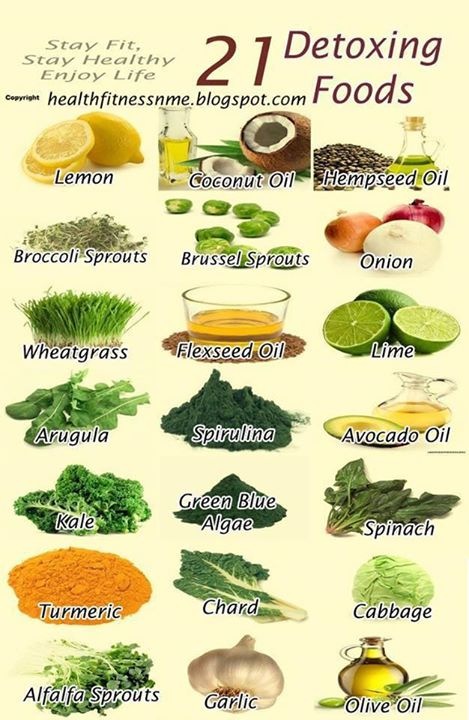 Stay Fit,
Stay Healthy
Enjoy Life
21 Detoxing
Foods
Copyright healthfitnessnme.blogspot.com
Lemon
Coconut Oil
Hempseed Oil
Broccoli Sprouts
Brussel Sprouts
Onion
Wheatgrass
Flexseed Oil
Lime
Arugula
Spirulina
Avocado Oil
Kale
Green Blue
Algae
Spinach
Turmeric
Chard
Cabbage
Alfalfa Sprouts
Garlic
Olive Oil